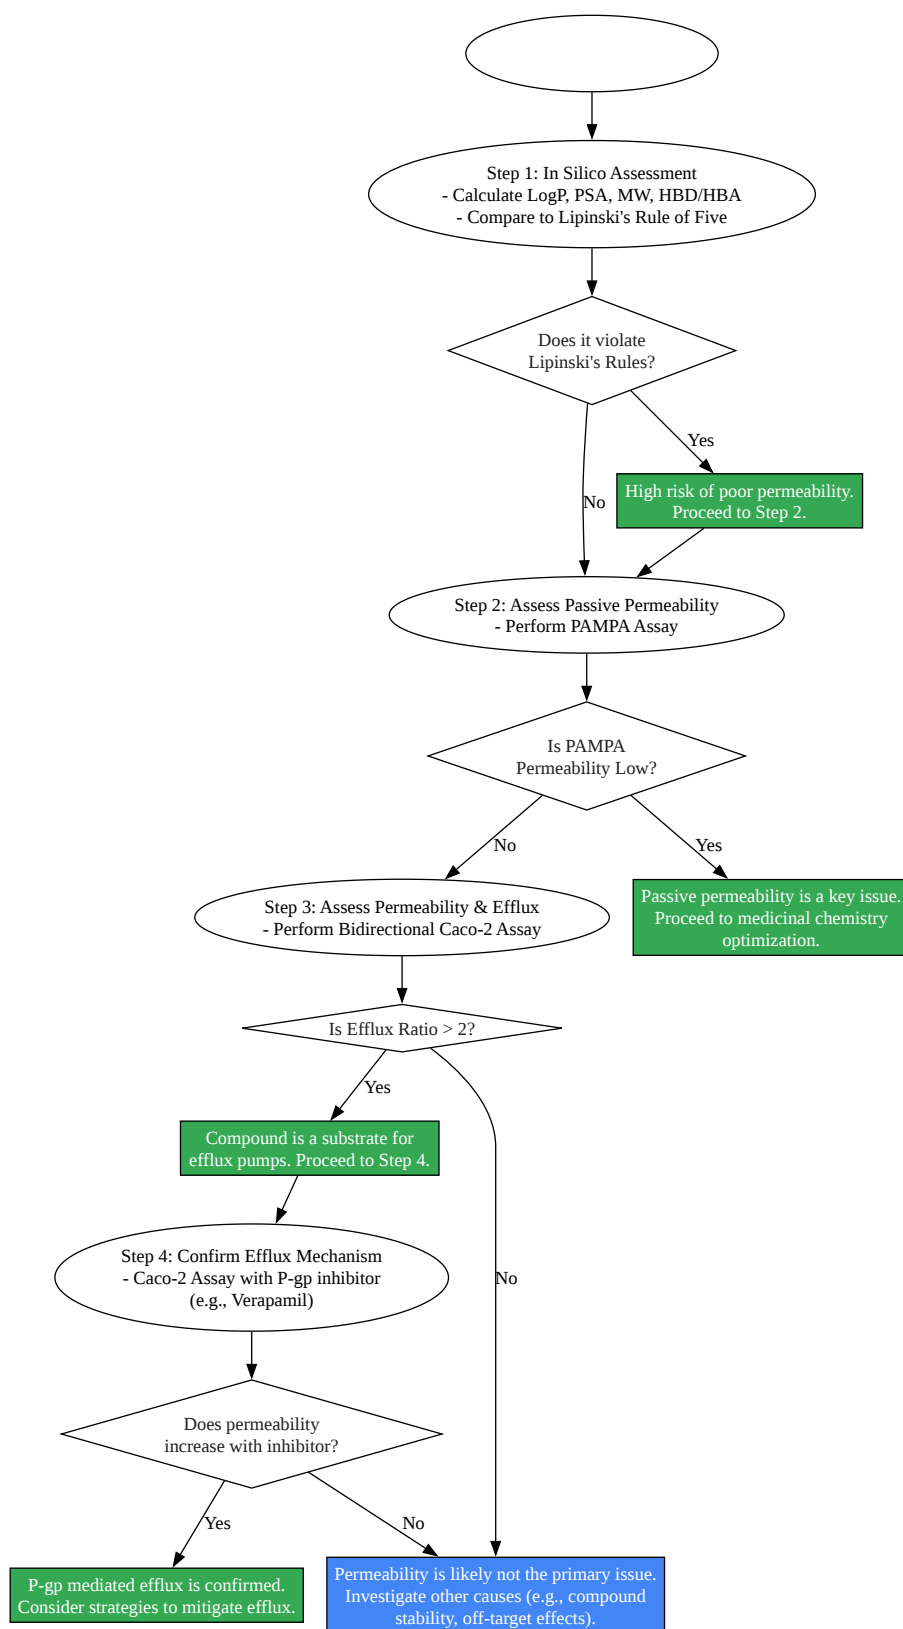 Step 1: In Silico Assessment
- Calculate LogP, PSA, MW, HBD/HBA
- Compare to Lipinski's Rule of Five
Does it violate
Lipinski's Rules?
Yes
High risk of poor permeability.
Proceed to Step 2.
No
Step 2: Assess Passive Permeability
- Perform PAMPA Assay
Is PAMPA
Permeability Low?
No
Yes
Step 3: Assess Permeability & Efflux
- Perform Bidirectional Caco-2 Assay
Passive permeability is a key issue.
Proceed to medicinal chemistry
optimization.
Is Efflux Ratio > 2?
Yes
Compound is a substrate for
efflux pumps. Proceed to Step 4.
Step 4: Confirm Efflux Mechanism
- Caco-2 Assay with P-gp inhibitor
(e.g., Verapamil)
No
Does permeability
increase with inhibitor?
Yes
No
P-gp mediated efflux is confirmed.
Consider strategies to mitigate efflux.
Permeability is likely not the primary issue.
Investigate other causes (e.g., compound
stability, off-target effects).